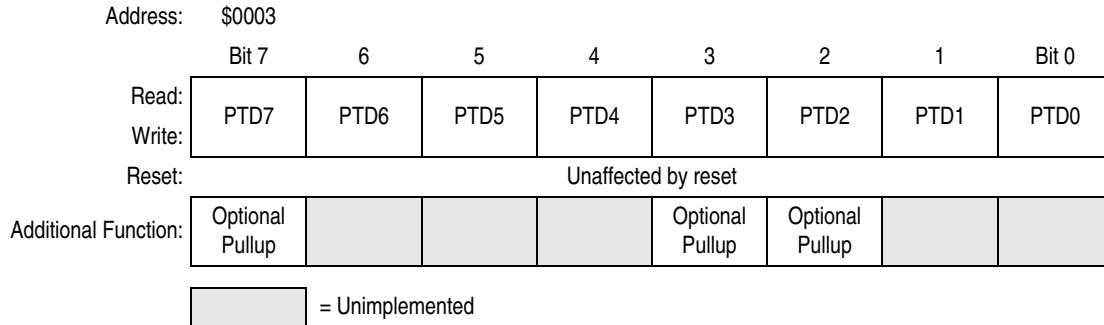 Address: $0003
Bit 7 6 5 4 3 2 1 Bit 0
Read:
PTD7 PTD6 PTD5 PTD4 PTD3 PTD2 PTD1 PTD0
Write:
Reset: Unaffected by reset
Additional Function: Optional Pullup Optional Pullup Optional Pullup
= Unimplemented